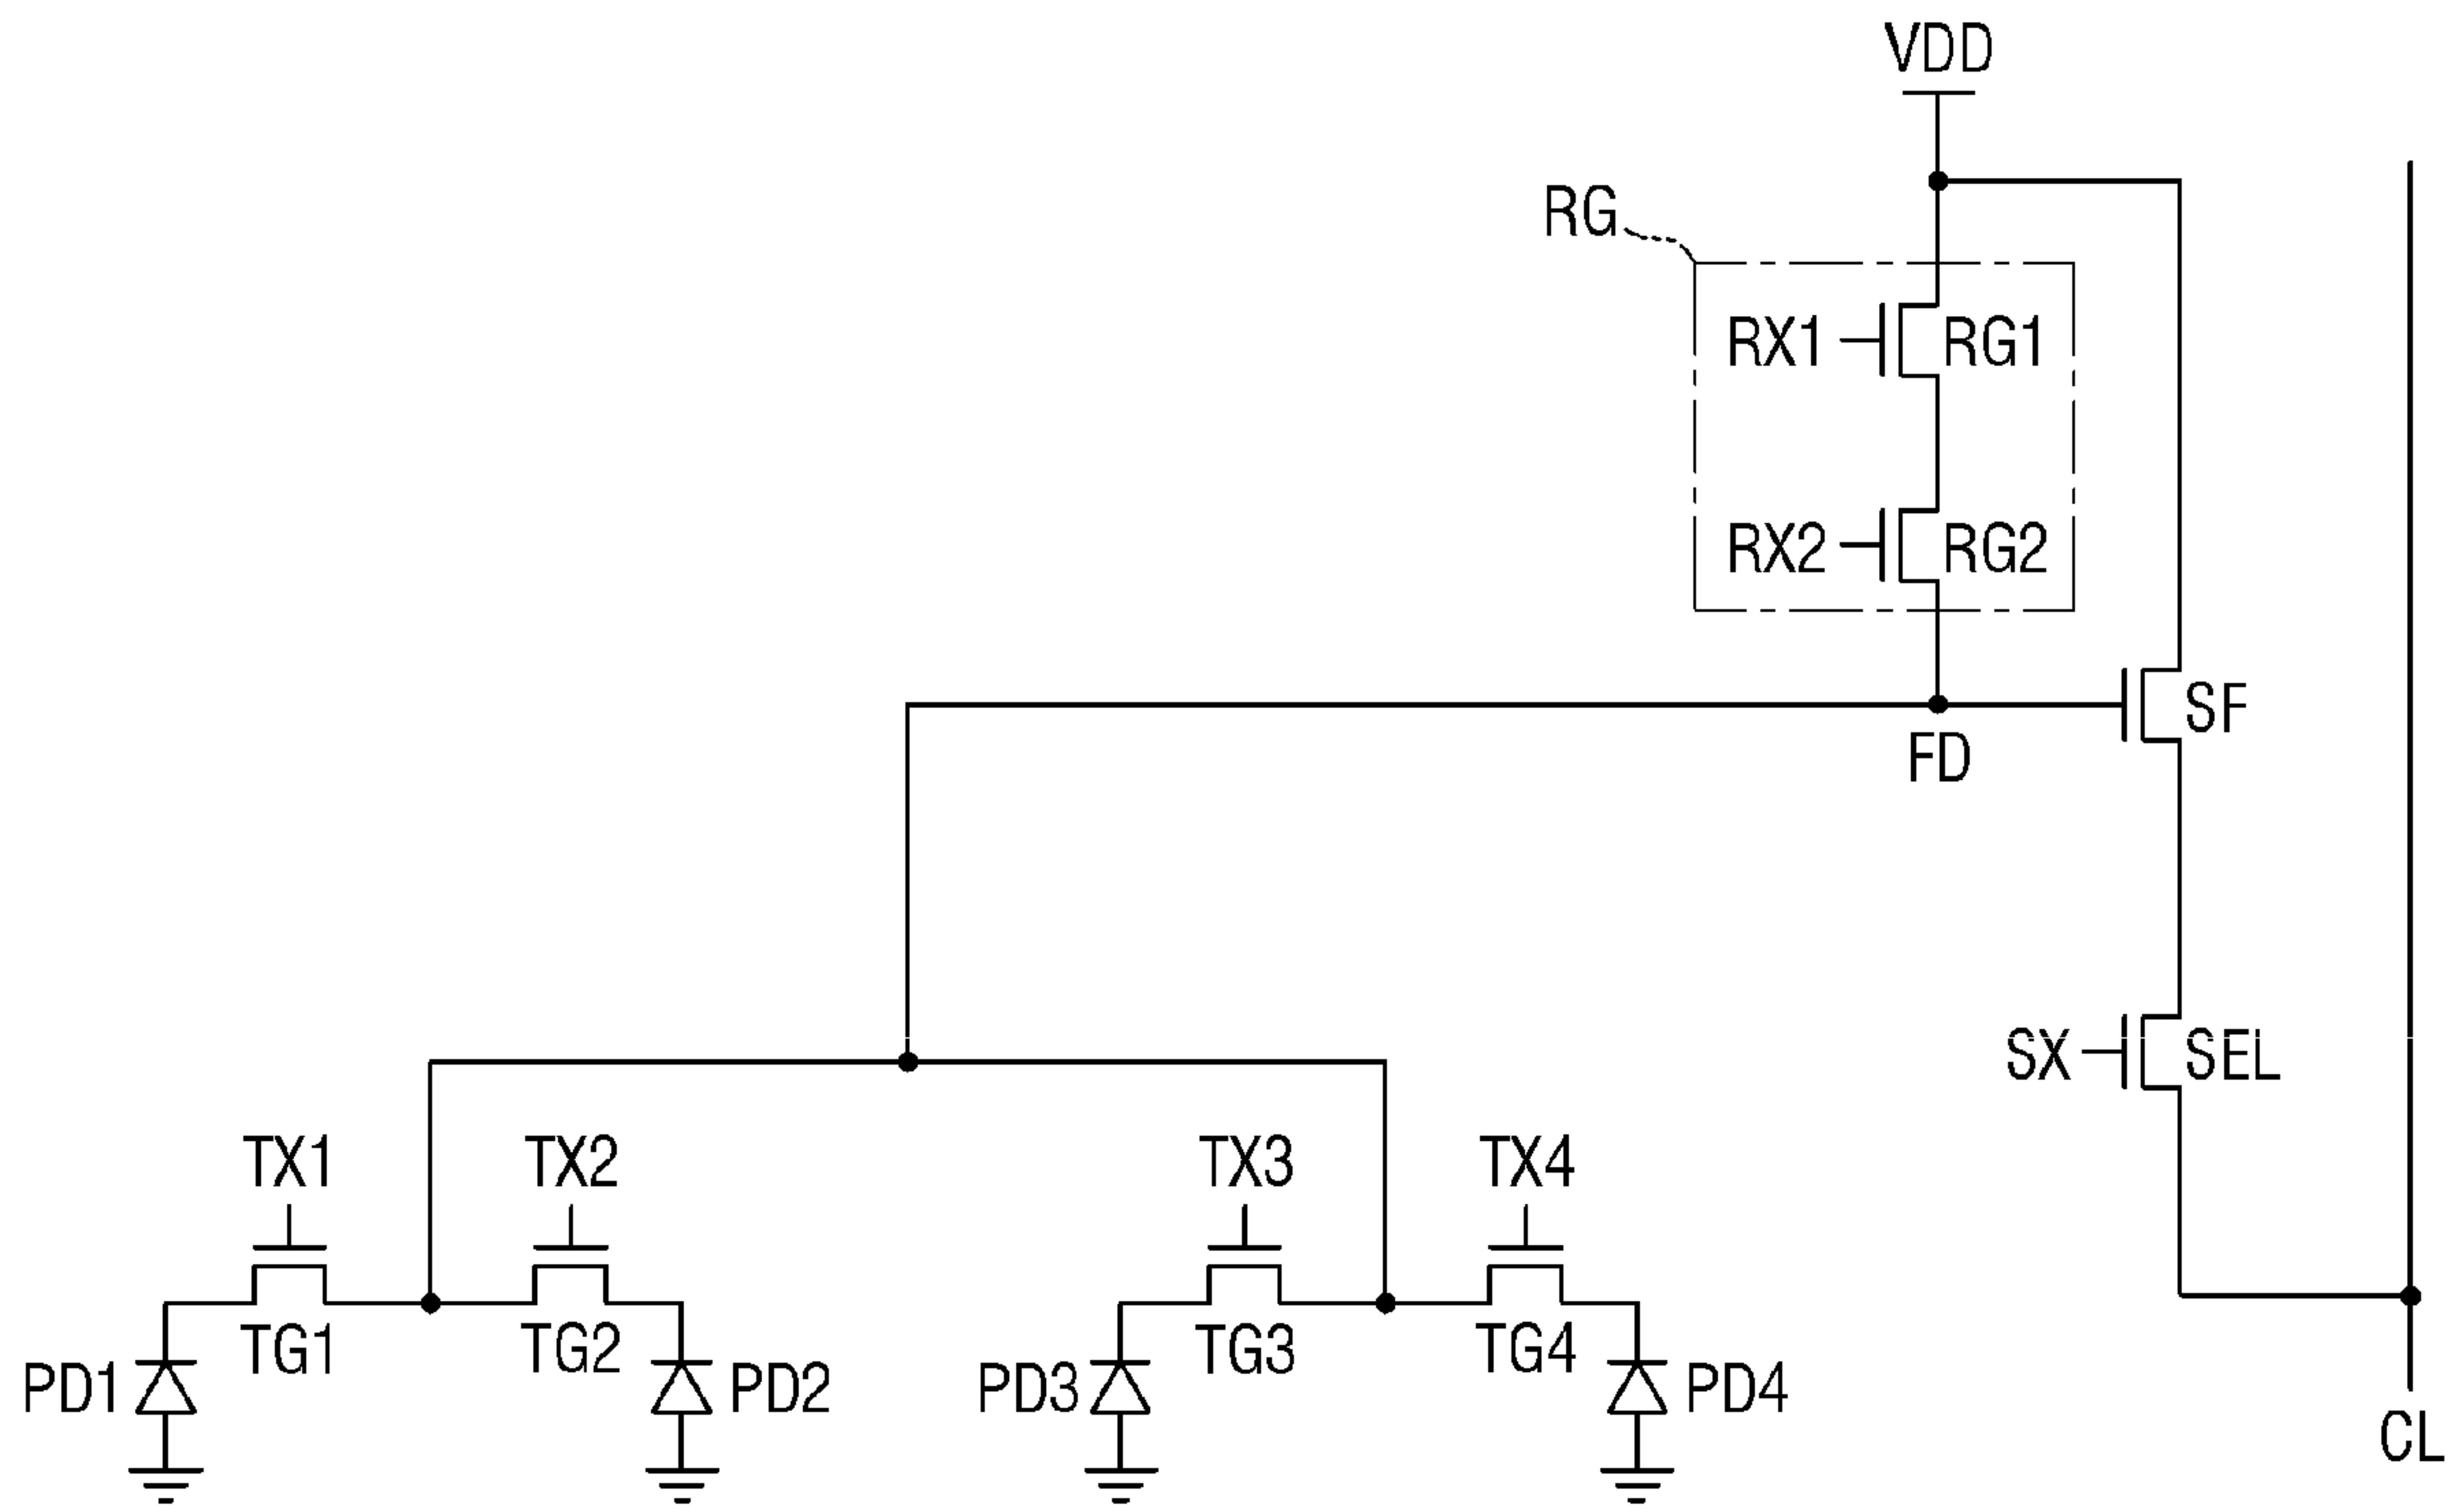 VDD
RG
RX1 RG1
RX2 RG2
SF
FD
SX SEL
TX1 TX2 TX3 TX4
TG1 TG2 TG3 TG4
PD1 PD2 PD3 PD4
CL